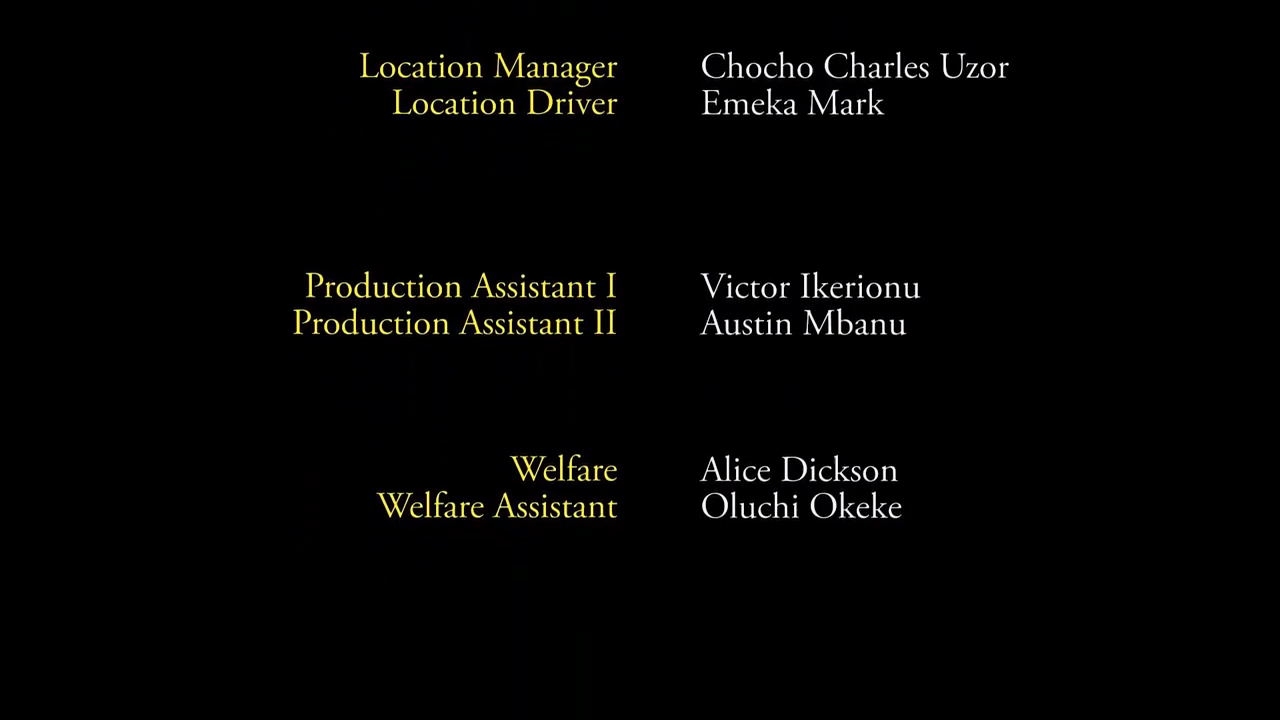 Location Manager Chocho Charles Uzor
Location Driver Emeka Mark
Production Assistant I Victor Ikerionu
Production Assistant II Austin Mbanu
Welfare Alice Dickson
Welfare Assistant Oluchi Okeke